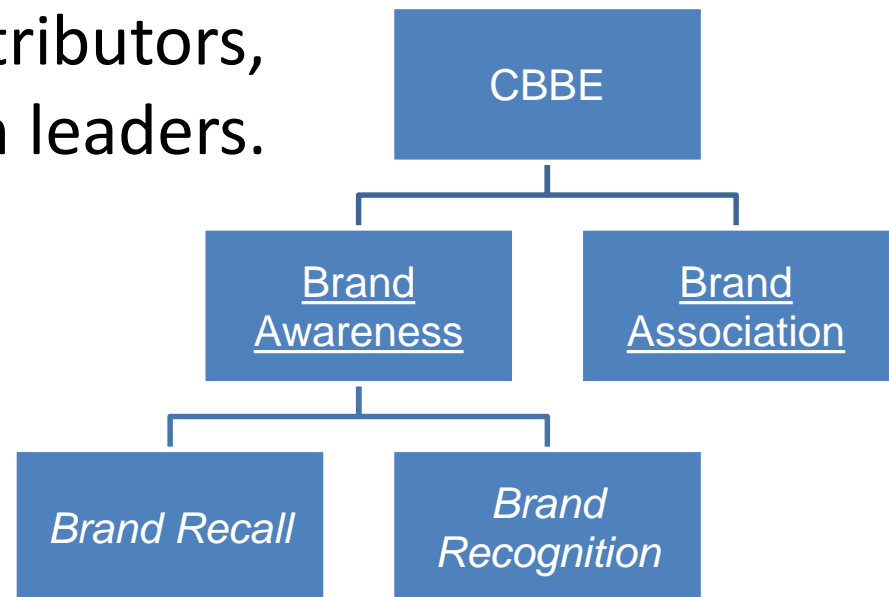 tributors,
leaders.
CBBE
Brand
Awareness
Brand
Association
Brand Recall
Brand
Recognition